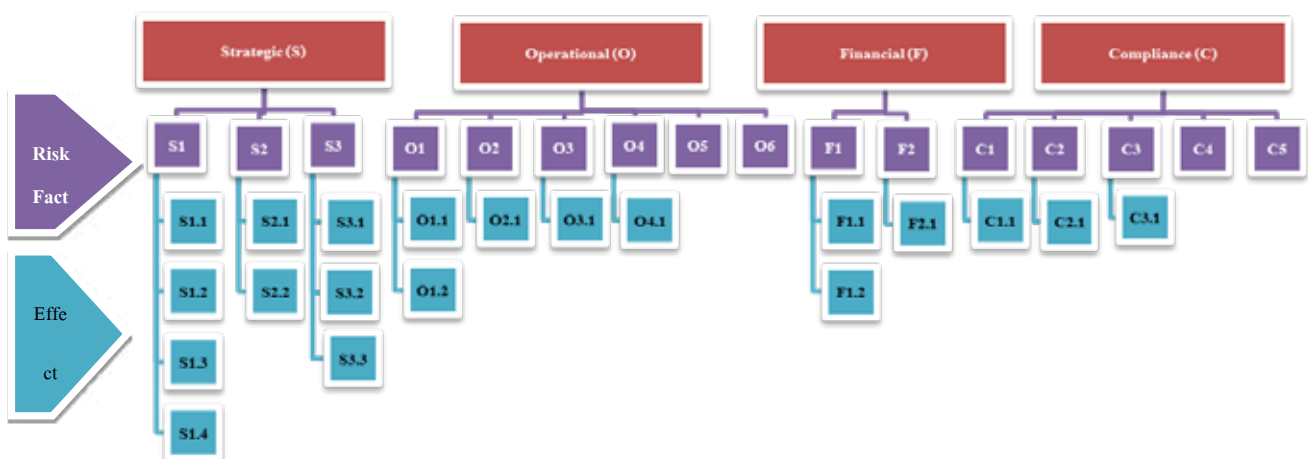 Strategic (S)
Operational (O)
Financial (F)
Compliance (C)
Risk
Fact
S1
S2
S3
O1
O2
O3
O4
O5
O6
F1
F2
C1
C2
C3
C4
C5
S1.1
S2.1
S3.1
O1.1
O2.1
O3.1
O4.1
F1.1
F2.1
C1.1
C2.1
C3.1
Effe
ct
S1.2
S2.2
S3.2
O1.2
F1.2
S1.3
S3.3
S1.4